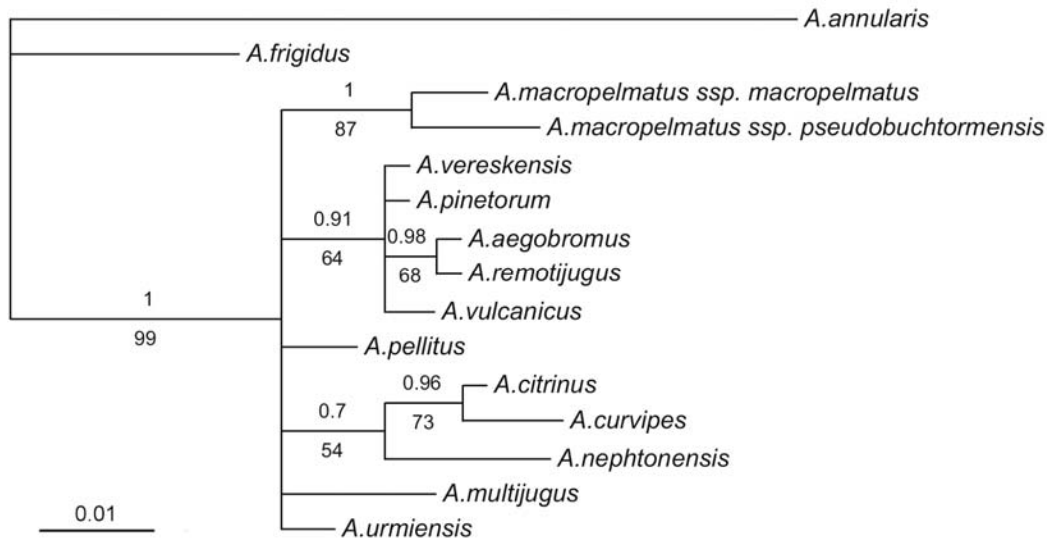 A.annularis
A.frigidus
1
A.macropelmatus ssp. macropelmatus
87
A.macropelmatus ssp. pseudobuchtormensis
A.vereskensis
0.91
A.pinetorum
0.98
A.aegobromus
64
68
A.remotijugus
1
A.vulcanicus
99
A.pellitus
0.96
A.citrinus
0.7
73
A.curvipes
54
A.nephtonensis
A.multijugus
0.01
A.urmiensis